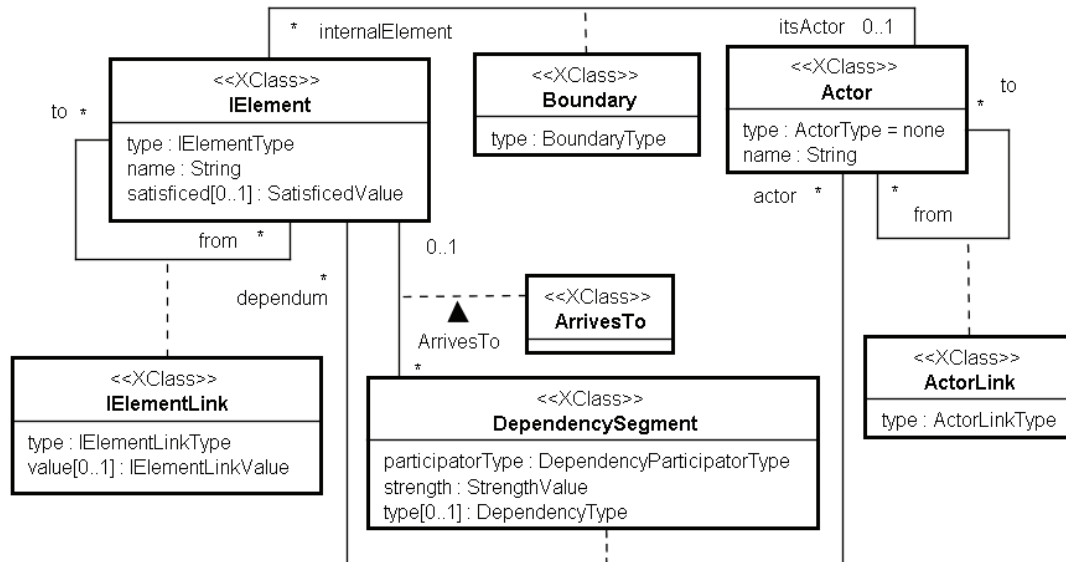 * internalElement
itsActor 0..1
<<XClass>>
IElement
type : IElementType
name : String
satisficed[0..1] : SatisficedValue
<<XClass>>
Boundary
type : BoundaryType
<<XClass>>
Actor
type : ActorType = none
name : String
to *
to
*
from *
0..1
actor *
*
from
*
dependum
<<XClass>>
ArrivesTo
ArrivesTo
<<XClass>>
IElementLink
type : IElementLinkType
value[0..1] : IElementLinkValue
*
<<XClass>>
DependencySegment
participatorType : DependencyParticipatorType
strength : StrengthValue
type[0..1] : DependencyType
<<XClass>>
ActorLink
type : ActorLinkType